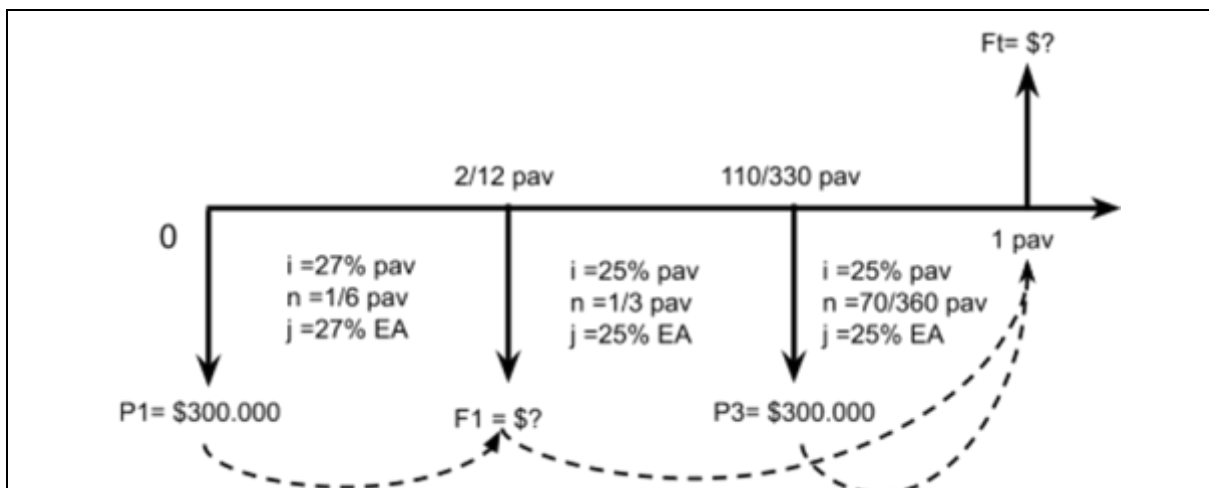 Ft= $?
2/12 pav
110/330 pav
0
1 pav
i =27% pav
n =1/6 pav
j =27% EA
i =25% pav
n =1/3 pav
j =25% EA
i =25% pav
n =70/360 pav
j =25% EA
P1= $300.000
F1 = $?
P3= $300.000